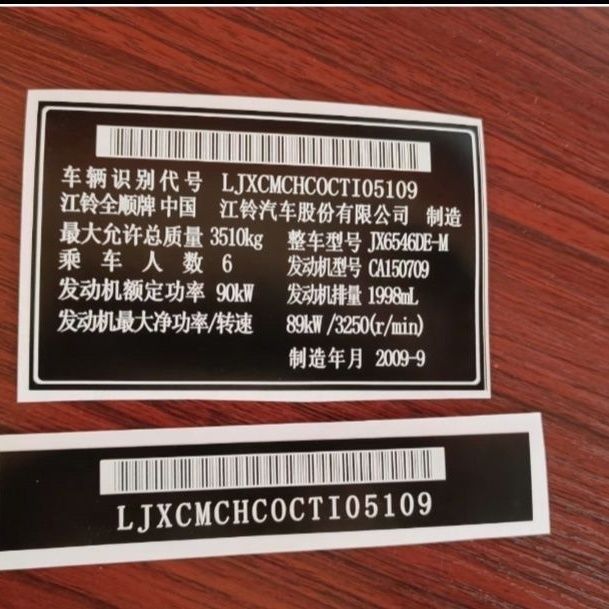 车辆识别代号 LJXCMCHCOCTI05109
江铃全顺牌 中国 江铃汽车股份有限公司 制造
最大允许总质量 3510kg 整车型号 JX6546DE-M
乘车人数 6 发动机型号 CA150709
发动机额定功率 90kW 发动机排量 1998mL
发动机最大净功率/转速 89kW /3250(r/min)
制造年月 2009-9
LJXCMCHCOCTI05109